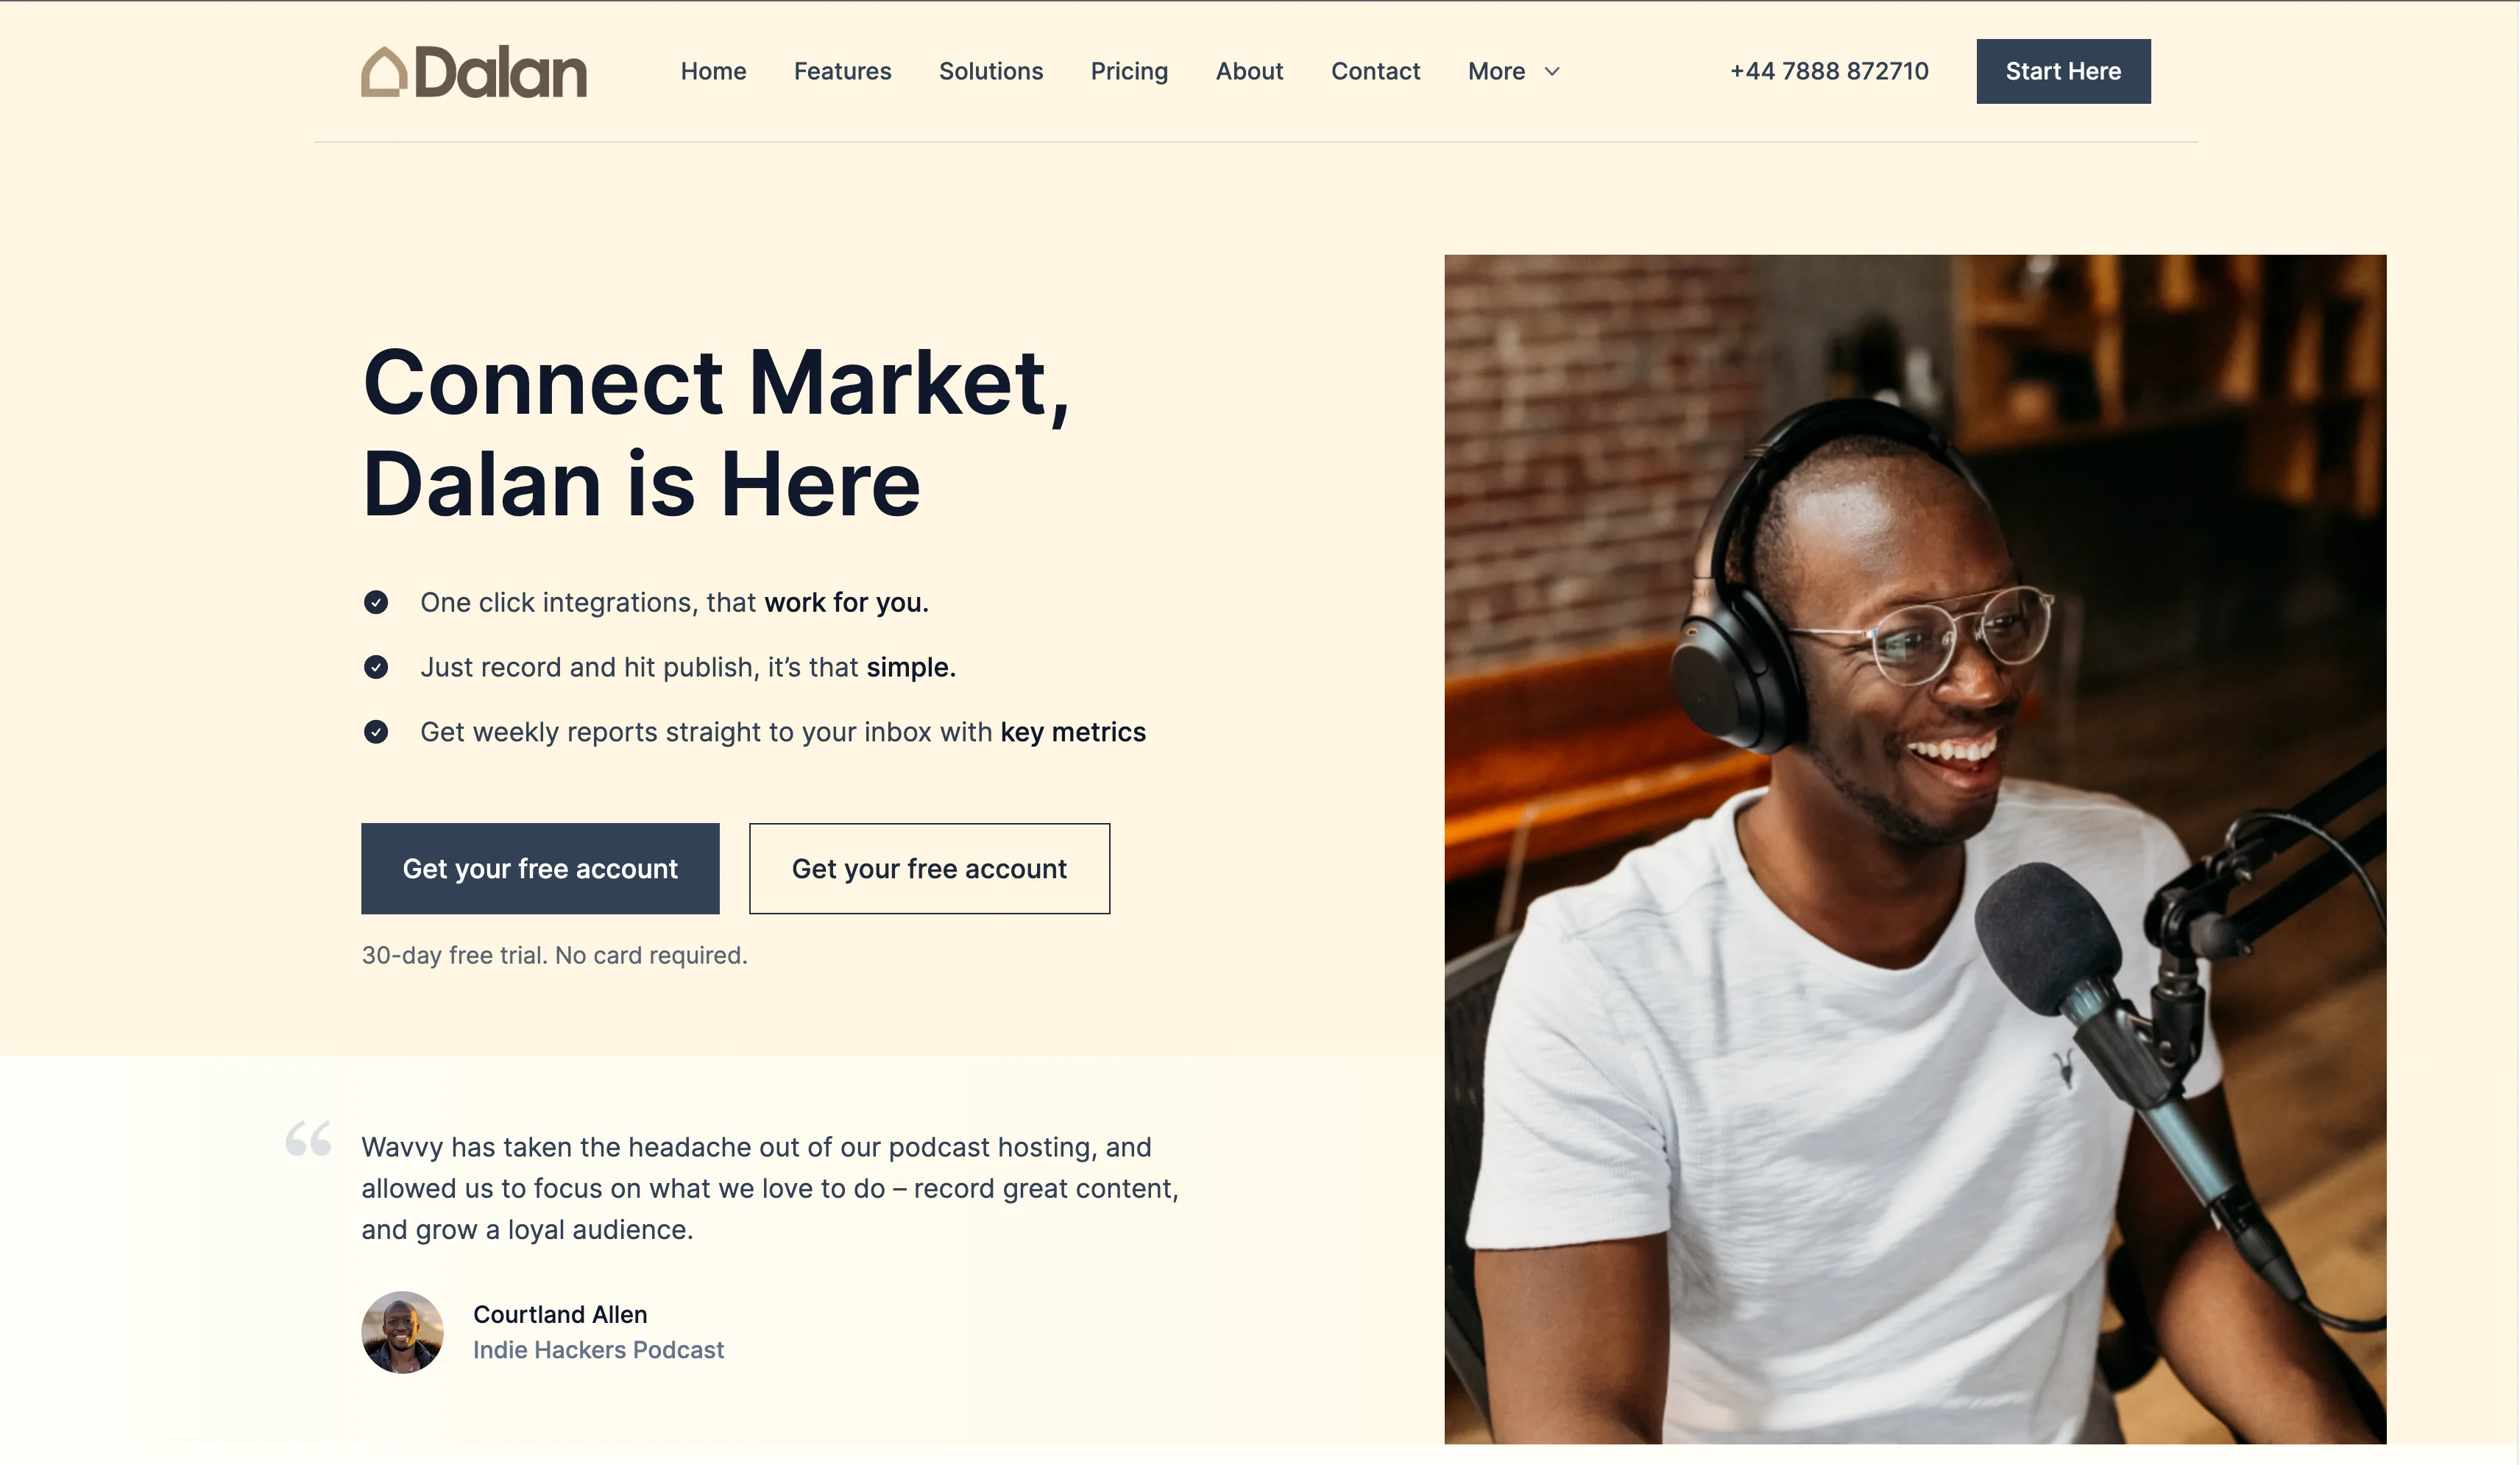 Dalan
Home
Features
Solutions
Pricing
About
Contact
More
+44 7888 872710
Start Here
Connect Market,
Dalan is Here
One click integrations, that work for you.
Just record and hit publish, it’s that simple.
Get weekly reports straight to your inbox with key metrics
Get your free account
Get your free account
30-day free trial. No card required.
“
Wavvy has taken the headache out of our podcast hosting, and
allowed us to focus on what we love to do – record great content,
and grow a loyal audience.
Courtland Allen
Indie Hackers Podcast